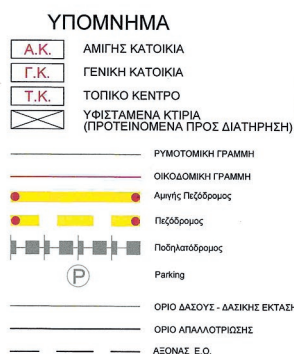 ΥΠΟΜΝΗΜΑ
Α.Κ. ΑΜΙΓΗΣ ΚΑΤΟΙΚΙΑ
Γ.Κ. ΓΕΝΙΚΗ ΚΑΤΟΙΚΙΑ
Τ.Κ. ΤΟΠΙΚΟ ΚΕΝΤΡΟ
ΥΦΙΣΤΑΜΕΝΑ ΚΤΙΡΙΑ
(ΠΡΟΤΕΙΝΟΜΕΝΑ ΠΡΟΣ ΔΙΑΤΗΡΗΣΗ)
ΡΥΜΟΤΟΜΙΚΗ ΓΡΑΜΜΗ
ΟΙΚΟΔΟΜΙΚΗ ΓΡΑΜΜΗ
Αμιγής Πεζόδρομος
Πεζόδρομος
Ποδηλατόδρομος
P Parking
ΟΡΙΟ ΔΑΣΟΥΣ - ΔΑΣΙΚΗΣ ΕΚΤΑΣΗ
ΟΡΙΟ ΑΠΑΛΛΟΤΡΙΩΣΗΣ
ΑΞΟΝΑΣ Ε.Ο.